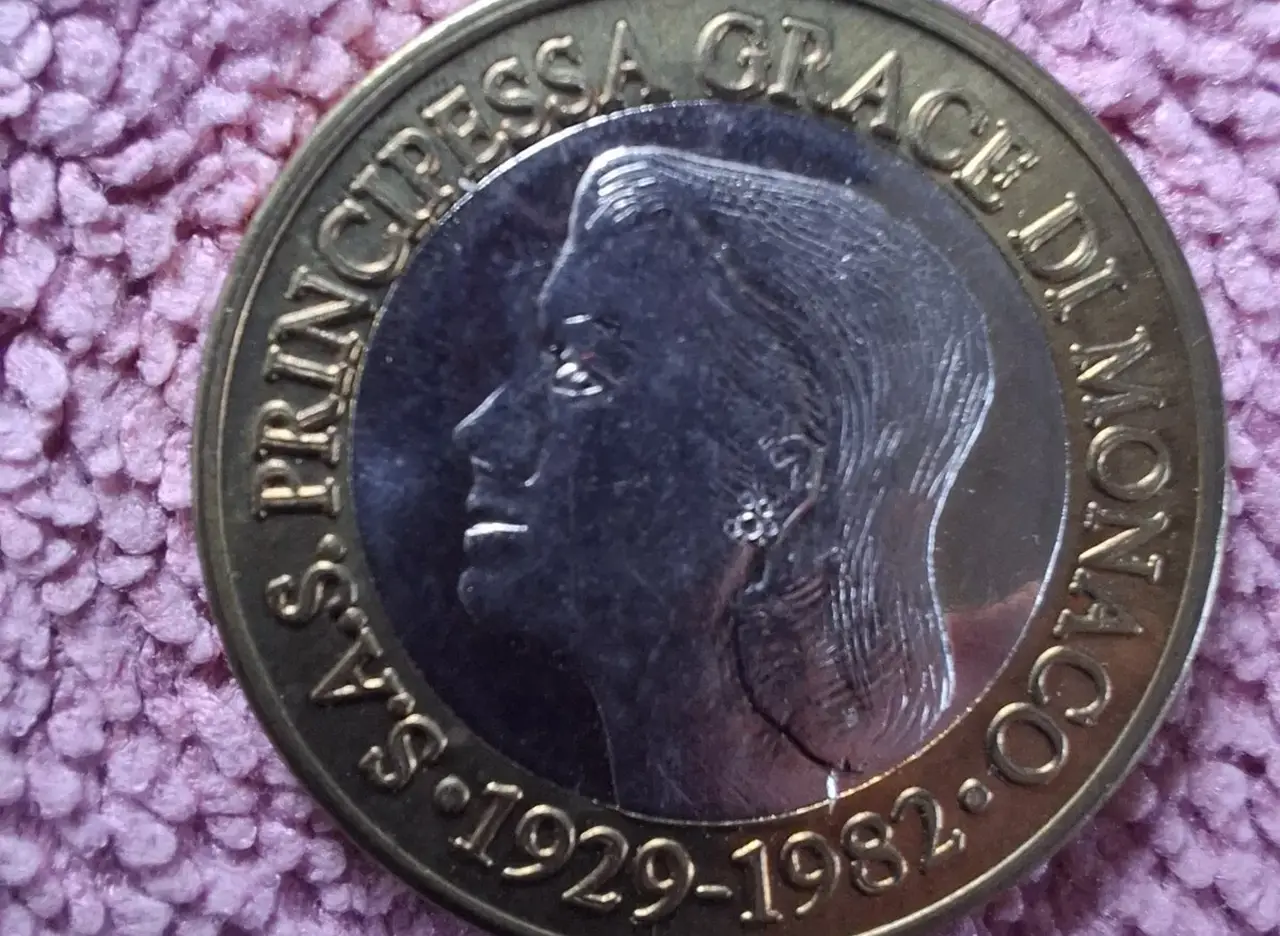 S.A.S. PRINCIPESSA GRACE DI MONACO
• 1929-1982 •